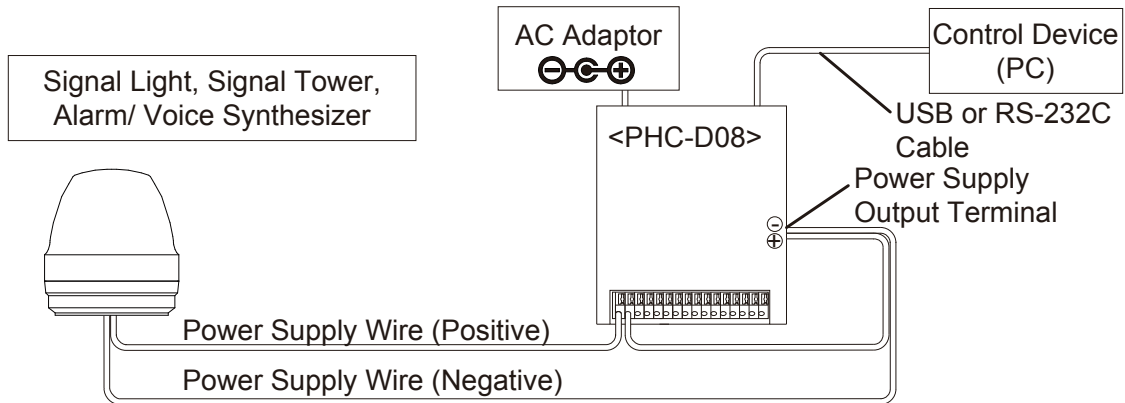 AC Adaptor
Control Device
(PC)
Signal Light, Signal Tower,
Alarm/ Voice Synthesizer
<PHC-D08>
USB or RS-232C
Cable
Power Supply
Output Terminal
Power Supply Wire (Positive)
Power Supply Wire (Negative)